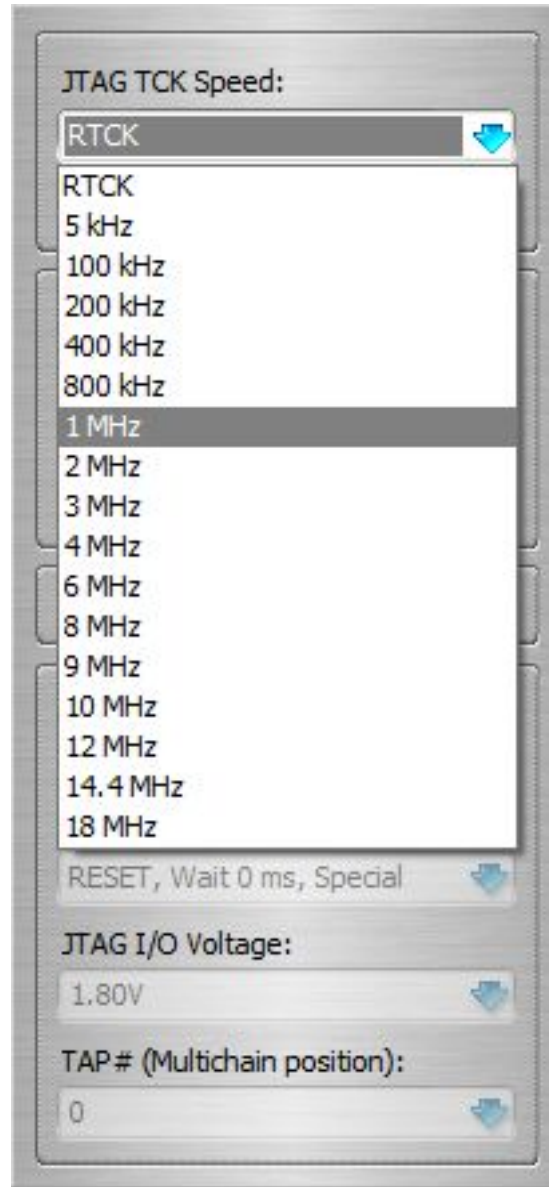 JTAG TCK Speed:
RTCK
RTCK
5 kHz
100 kHz
200 kHz
400 kHz
800 kHz
1 MHz
2 MHz
3 MHz
4 MHz
6 MHz
8 MHz
9 MHz
10 MHz
12 MHz
14.4 MHz
18 MHz
RESET, Wait 0 ms, Special
JTAG I/O Voltage:
1.80V
TAP# (Multichain position):
0